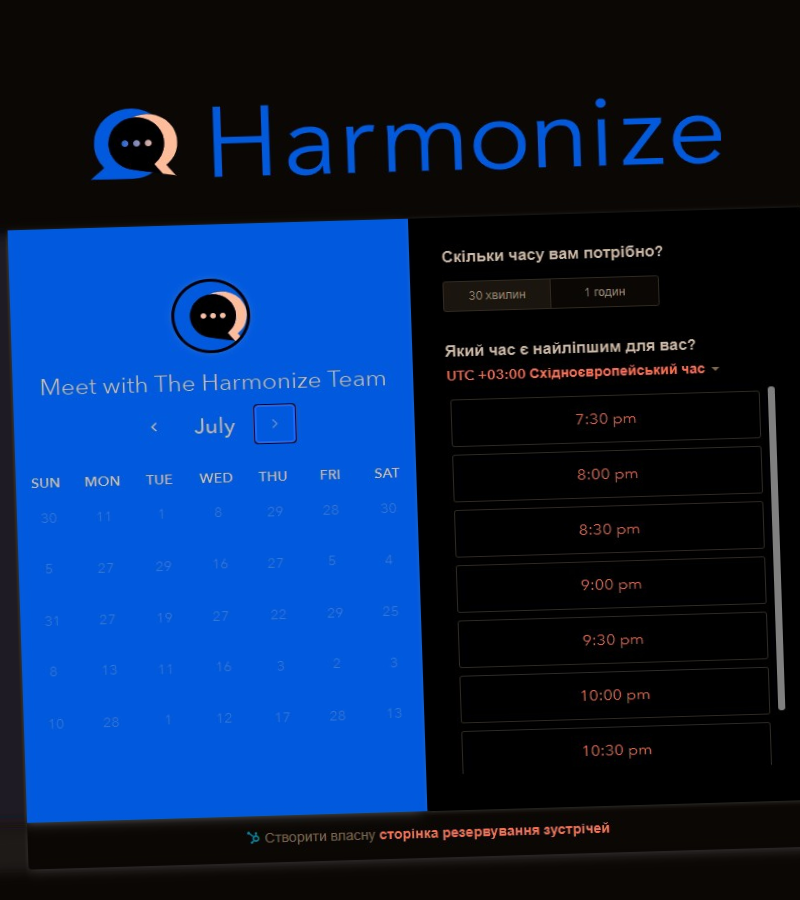 Harmonize
Meet with The Harmonize Team
July
SUN MON TUE WED THU FRI SAT
30 11 1 8 29 28 30
5 27 29 16 27 5 4
31 27 19 27 22 29 25
8 13 11 16 3 2 3
10 28 1 12 17 28 13
Скільки часу вам потрібно?
30 хвилин 1 годин
Який час є найліпшим для вас?
UTC +03:00 Східноєвропейський час
7:30 pm
8:00 pm
8:30 pm
9:00 pm
9:30 pm
10:00 pm
10:30 pm
Створити власну сторінка резервування зустрічей